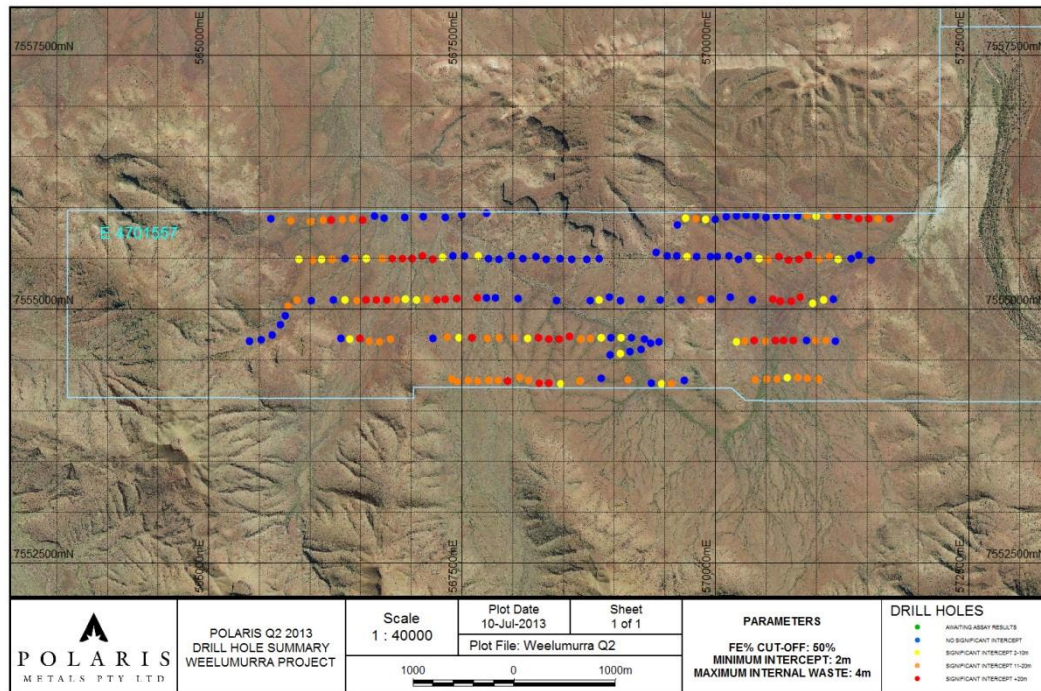 565000mE
567500mE
570000mE
572500mE
7557500mN
7557500mN
E 4701557
7555000mN
7555000mN
7552500mN
7552500mN
565000mE
567500mE
570000mE
572500mE
POLARIS
METALS PTY LTD
POLARIS Q2 2013
DRILL HOLE SUMMARY
WEELUMURRA PROJECT
Scale
1 : 40000
Plot Date
10-Jul-2013
Sheet
1 of 1
Plot File: Weelumurra Q2
1000 0 1000m
PARAMETERS
FE% CUT-OFF: 50%
MINIMUM INTERCEPT: 2m
MAXIMUM INTERNAL WASTE: 4m
DRILL HOLES
AWAITING ASSAY RESULTS
NO SIGNIFICANT INTERCEPT
SIGNIFICANT INTERCEPT 2-10m
SIGNIFICANT INTERCEPT 11-20m
SIGNIFICANT INTERCEPT +20m